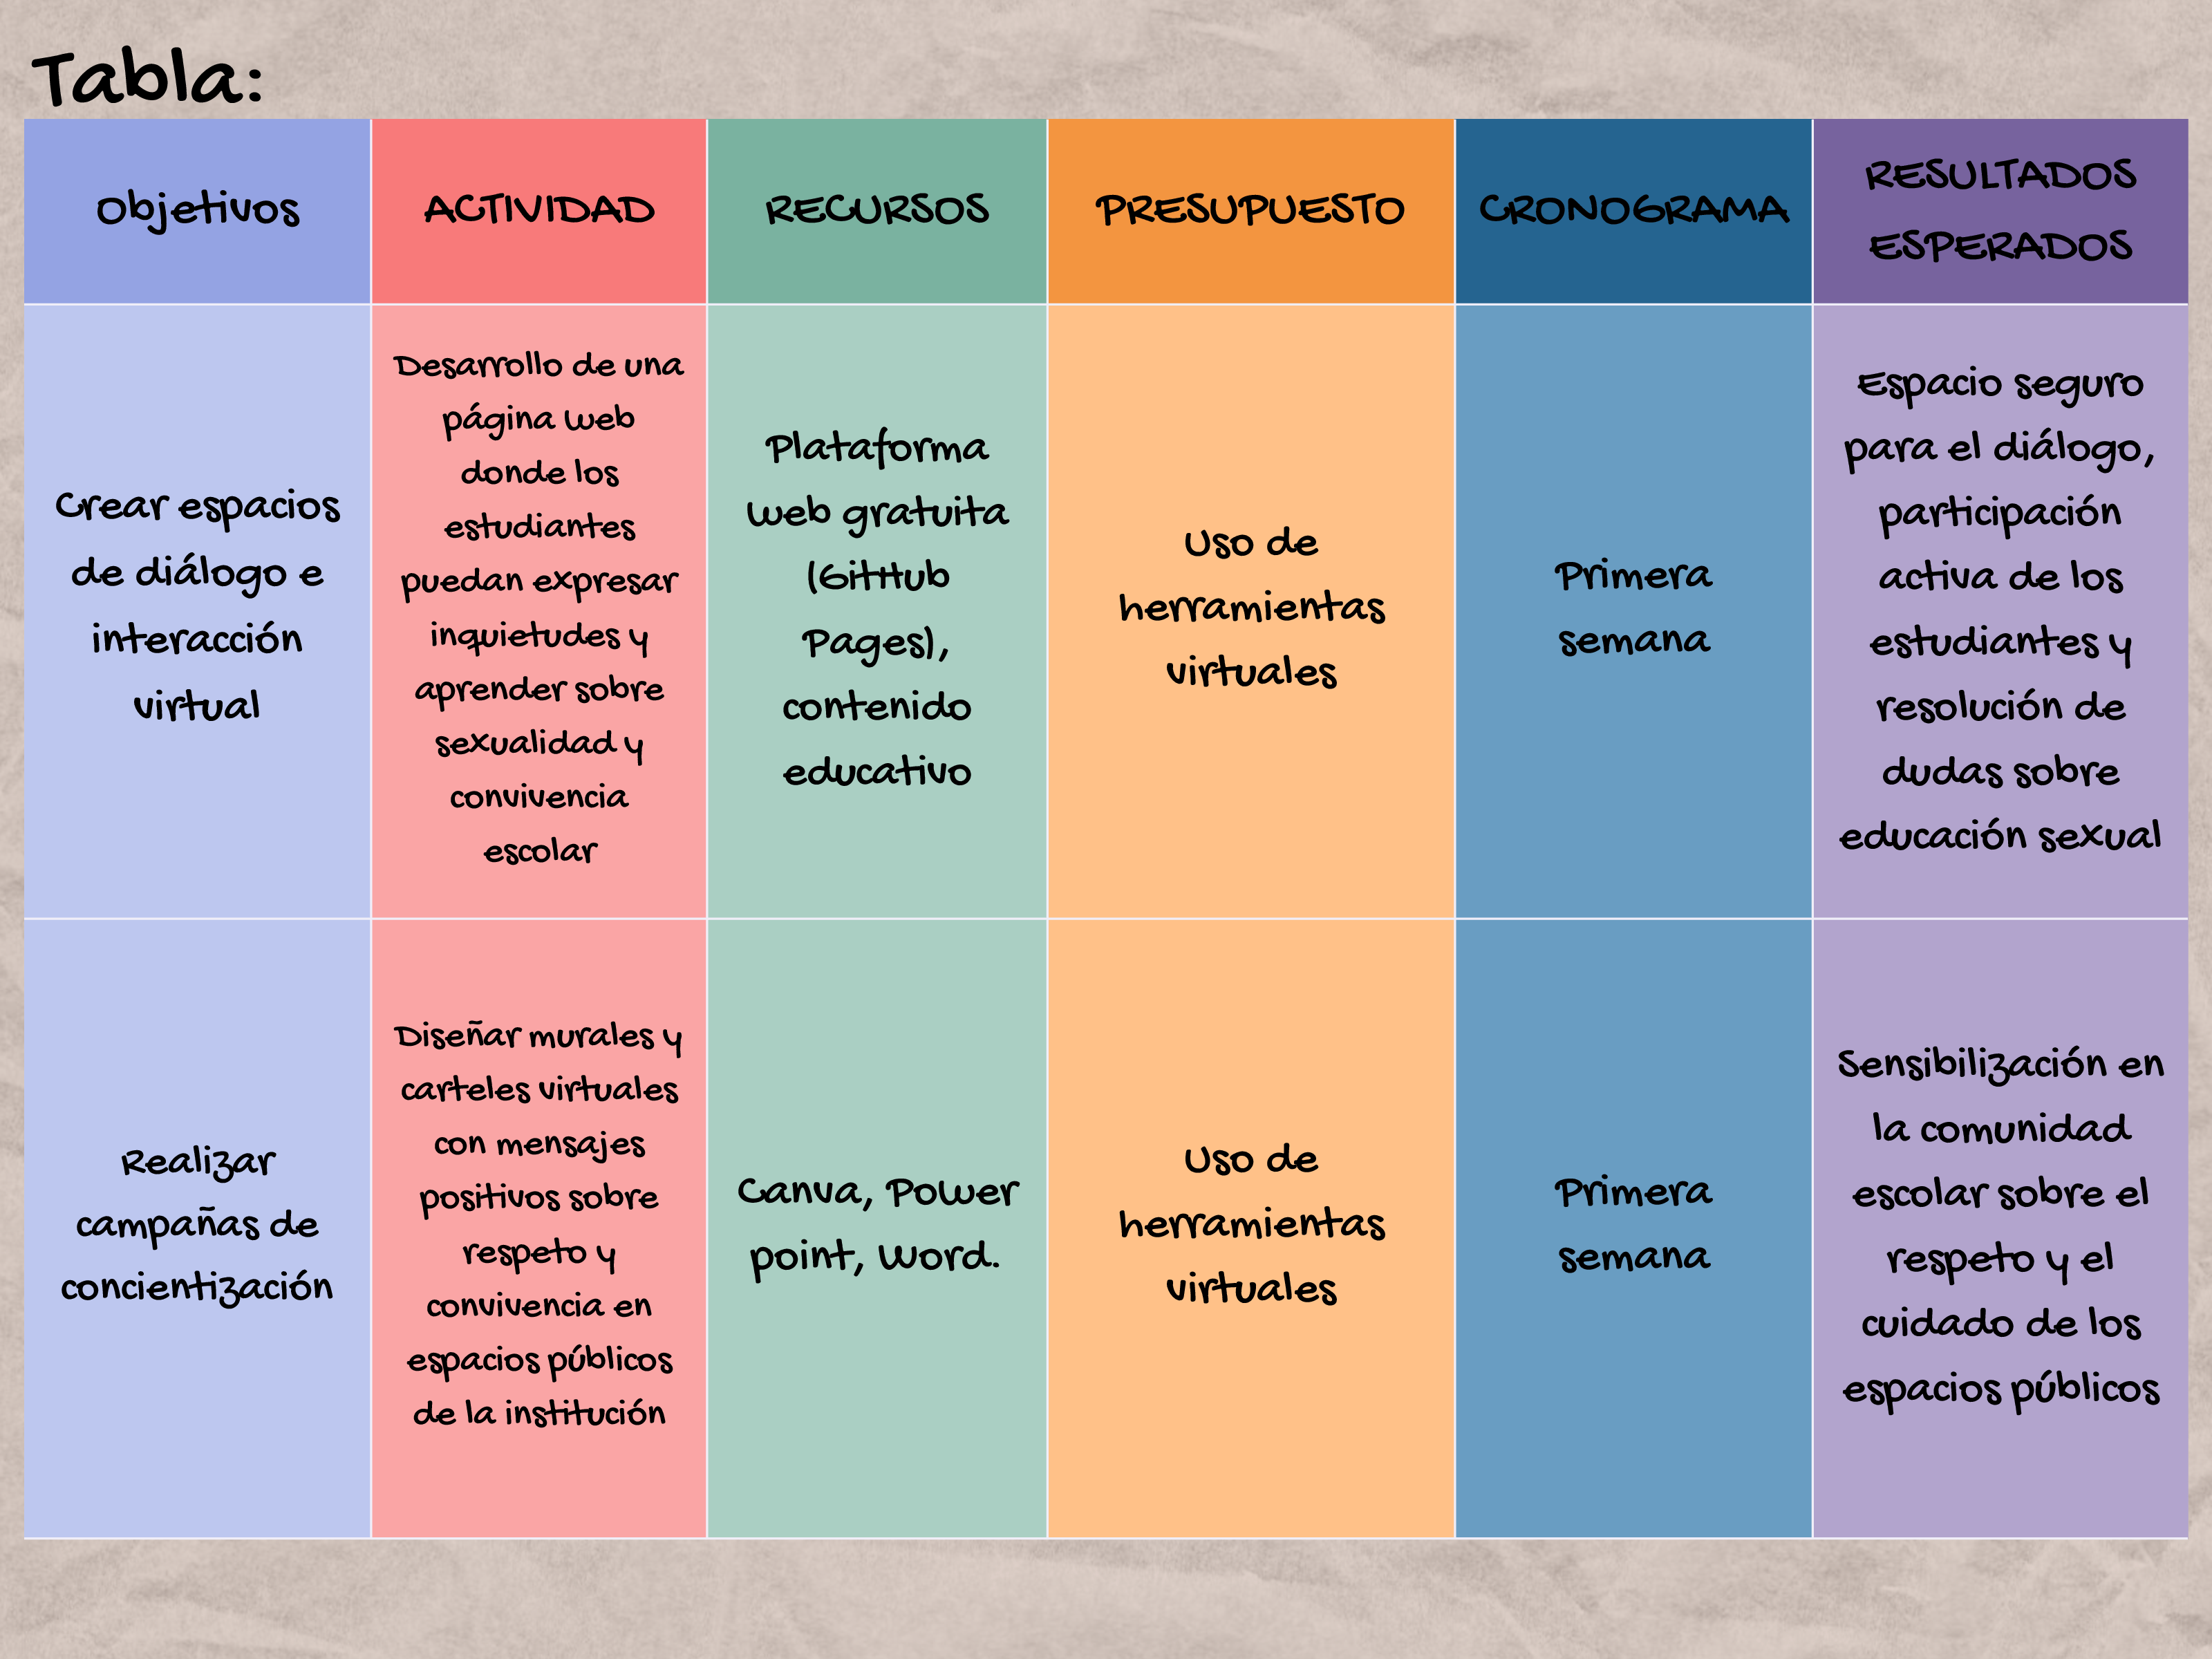 Tabla:
Objetivos
ACTIVIDAD
RECURSOS
PRESUPUESTO
CRONOGRAMA
RESULTADOS
ESPERADOS
Crear espacios
de diálogo e
interacción
virtual
Desarrollo de una
página web
donde los
estudiantes
puedan expresar
inquietudes y
aprender sobre
sexualidad y
convivencia
escolar
Plataforma
web gratuita
(GitHub
Pages),
contenido
educativo
Uso de
herramientas
virtuales
Primera
semana
Espacio seguro
para el diálogo,
participación
activa de los
estudiantes y
resolución de
dudas sobre
educación sexual
Realizar
campañas de
concientización
Diseñar murales y
carteles virtuales
con mensajes
positivos sobre
respeto y
convivencia en
espacios públicos
de la institución
Canva, Power
point, Word.
Uso de
herramientas
virtuales
Primera
semana
Sensibilización en
la comunidad
escolar sobre el
respeto y el
cuidado de los
espacios públicos